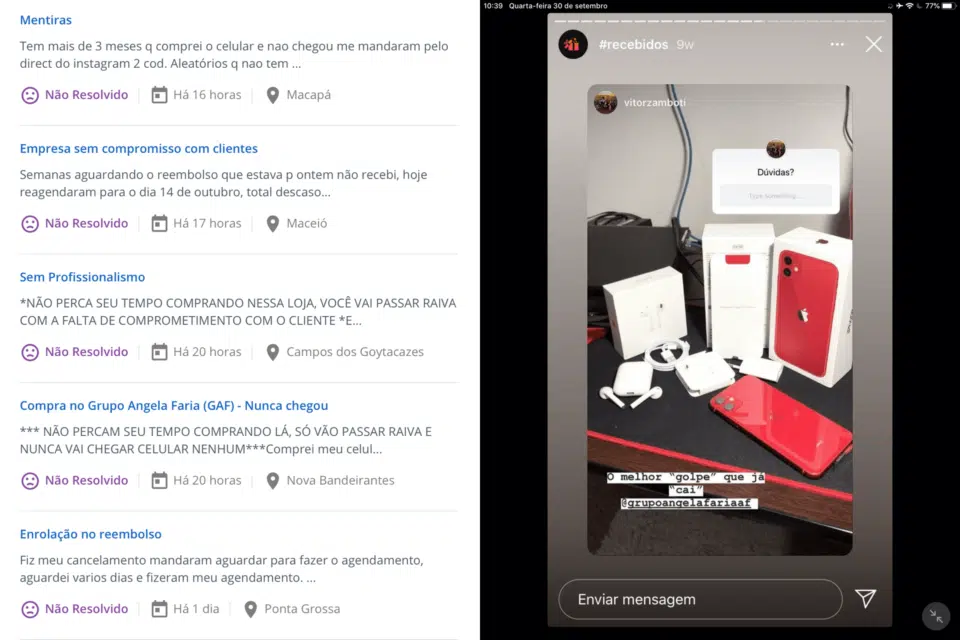 Mentiras
Tem mais de 3 meses q comprei o celular e nao chegou me mandaram pelo
direct do instagram 2 cod. Aleatórios q nao tem ...
Não Resolvido
Há 16 horas
Macapá
Empresa sem compromisso com clientes
Semanas aguardando o reembolso que estava p ontem não recebi, hoje
reagendaram para o dia 14 de outubro, total descaso...
Não Resolvido
Há 17 horas
Maceió
Sem Profissionalismo
*NÃO PERCA SEU TEMPO COMPRANDO NESSA LOJA, VOCÊ VAI PASSAR RAIVA
COM A FALTA DE COMPROMETIMENTO COM O CLIENTE *E...
Não Resolvido
Há 20 horas
Campos dos Goytacazes
Compra no Grupo Angela Faria (GAF) - Nunca chegou
*** NÃO PERCAM SEU TEMPO COMPRANDO LÁ, SÓ VÃO PASSAR RAIVA E
NUNCA VAI CHEGAR CELULAR NENHUM***Comprei meu celul...
Não Resolvido
Há 20 horas
Nova Bandeirantes
Enrolação no reembolso
Fiz meu cancelamento mandaram aguardar para fazer o agendamento,
aguardei varios dias e fizeram meu agendamento. ...
Não Resolvido
Há 1 dia
Ponta Grossa
10:39 Quarta-feira 30 de setembro
77%
#recebidos 9w
vitorzamboti
Dúvidas?
Type something...
O melhor "golpe" que já
"cai"
@grupoangelafariaaf
Enviar mensagem